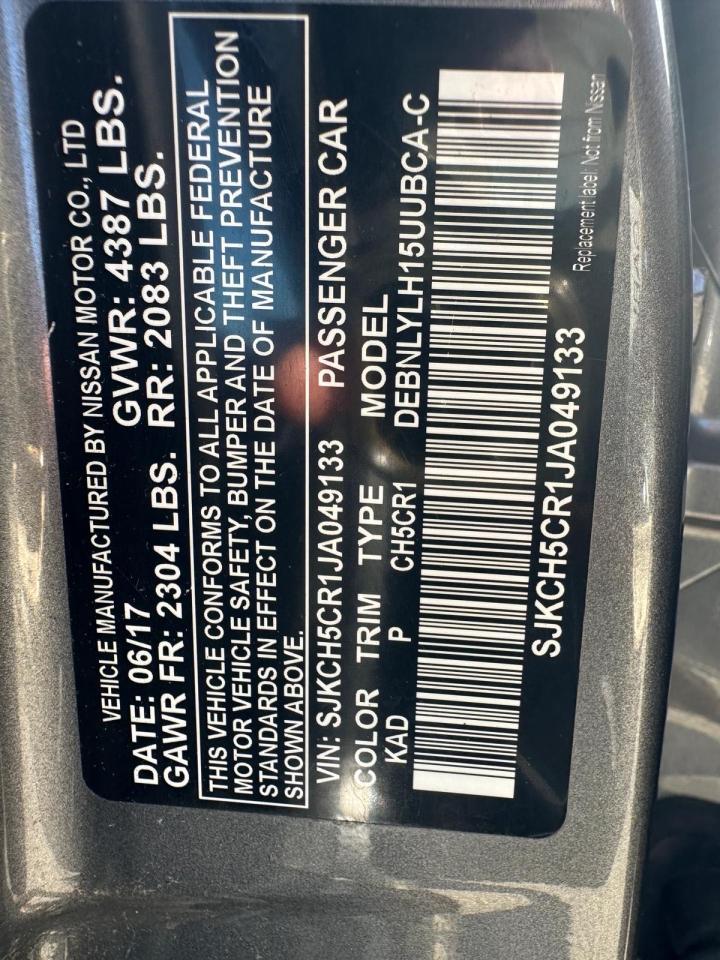 VEHICLE MANUFACTURED BY NISSAN MOTOR CO., LTD
DATE: 06/17 GVWR: 4387 LBS.
GAWR FR: 2304 LBS. RR: 2083 LBS.
THIS VEHICLE CONFORMS TO ALL APPLICABLE FEDERAL
MOTOR VEHICLE SAFETY, BUMPER AND THEFT PREVENTION
STANDARDS IN EFFECT ON THE DATE OF MANUFACTURE
SHOWN ABOVE.
VIN: SJKCH5CR1JA049133 PASSENGER CAR
COLOR TRIM TYPE MODEL
KAD P CH5CR1 DEBNLYLH15UUBCA-C
SJKCH5CR1JA049133
Replacement label: Not from Nissan